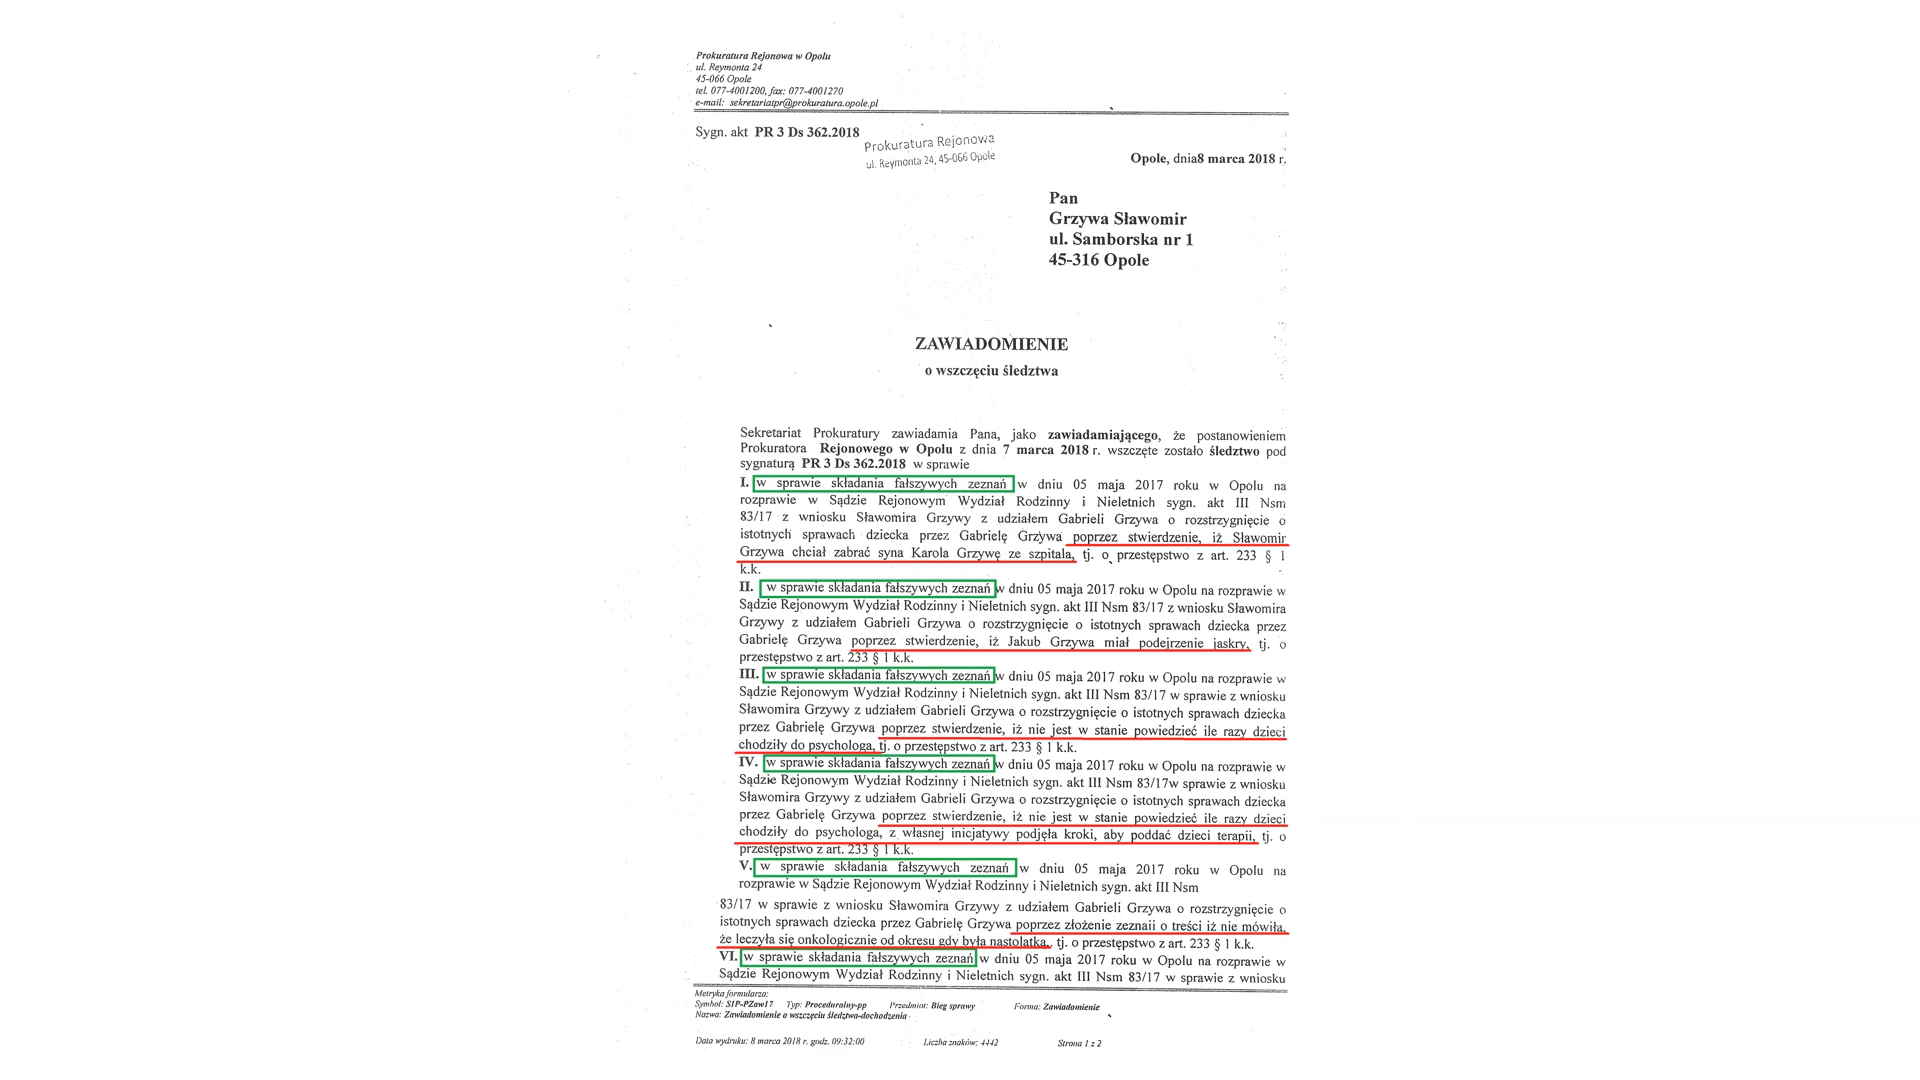 Prokuratura Rejonowa w Opolu
ul. Reymonta 24
45-066 Opole
tel. 077-4001200, fax: 077-4001270
e-mail: sekretariatpr@prokuratura.opole.pl
Sygn. akt PR 3 Ds 362.2018
Prokuratura Rejonowa
ul. Reymonta 24, 45-066 Opole
Opole, dnia8 marca 2018 r.
Pan
Grzywa Sławomir
ul. Samborska nr 1
45-316 Opole
ZAWIADOMIENIE
o wszczęciu śledztwa
Sekretariat Prokuratury zawiadamia Pana, jako zawiadamiającego, że postanowieniem
Prokuratora Rejonowego w Opolu z dnia 7 marca 2018 r. wszczęte zostało śledztwo pod
sygnaturą PR 3 Ds 362.2018 w sprawie
I. w sprawie składania fałszywych zeznań w dniu 05 maja 2017 roku w Opolu na
rozprawie w Sądzie Rejonowym Wydział Rodzinny i Nieletnich sygn. akt III Nsm
83/17 z wniosku Sławomira Grzywy z udziałem Gabrieli Grzywa o rozstrzygnięcie o
istotnych sprawach dziecka przez Gabrielę Grzywa poprzez stwierdzenie, iż Sławomir
Grzywa chciał zabrać syna Karola Grzywę ze szpitala, tj. o przestępstwo z art. 233 § 1
k.k.
II. w sprawie składania fałszywych zeznań w dniu 05 maja 2017 roku w Opolu na rozprawie w
Sądzie Rejonowym Wydział Rodzinny i Nieletnich sygn. akt III Nsm 83/17 z wniosku Sławomira
Grzywy z udziałem Gabrieli Grzywa o rozstrzygnięcie o istotnych sprawach dziecka przez
Gabrielę Grzywa poprzez stwierdzenie, iż Jakub Grzywa miał podejrzenie jaskry, tj. o
przestępstwo z art. 233 § 1 k.k.
III. w sprawie składania fałszywych zeznań w dniu 05 maja 2017 roku w Opolu na rozprawie w
Sądzie Rejonowym Wydział Rodzinny i Nieletnich sygn. akt III Nsm 83/17 w sprawie z wniosku
Sławomira Grzywy z udziałem Gabrieli Grzywa o rozstrzygnięcie o istotnych sprawach dziecka
przez Gabrielę Grzywa poprzez stwierdzenie, iż nie jest w stanie powiedzieć ile razy dzieci
chodziły do psychologa, tj. o przestępstwo z art. 233 § 1 k.k.
IV. w sprawie składania fałszywych zeznań w dniu 05 maja 2017 roku w Opolu na rozprawie w
Sądzie Rejonowym Wydział Rodzinny i Nieletnich sygn. akt III Nsm 83/17w sprawie z wniosku
Sławomira Grzywy z udziałem Gabrieli Grzywa o rozstrzygnięcie o istotnych sprawach dziecka
przez Gabrielę Grzywa poprzez stwierdzenie, iż nie jest w stanie powiedzieć ile razy dzieci
chodziły do psychologa, z własnej inicjatywy podjęła kroki, aby poddać dzieci terapii, tj. o
przestępstwo z art. 233 § 1 k.k.
V. w sprawie składania fałszywych zeznań w dniu 05 maja 2017 roku w Opolu na
rozprawie w Sądzie Rejonowym Wydział Rodzinny i Nieletnich sygn. akt III Nsm
83/17 w sprawie z wniosku Sławomira Grzywy z udziałem Gabrieli Grzywa o rozstrzygnięcie o
istotnych sprawach dziecka przez Gabrielę Grzywa poprzez złożenie zeznaii o treści iż nie mówiła,
że leczyła się onkologicznie od okresu gdy była nastolatką, tj. o przestępstwo z art. 233 § 1 k.k.
VI. w sprawie składania fałszywych zeznań w dniu 05 maja 2017 roku w Opolu na rozprawie w
Sądzie Rejonowym Wydział Rodzinny i Nieletnich sygn. akt III Nsm 83/17 w sprawie z wniosku
Metryka formularza:
Symbol: S1P-PZaw17 Typ: Proceduralny-pp Przedmiot: Bieg sprawy Forma: Zawiadomienie
Nazwa: Zawiadomienie o wszczęciu śledztwa-dochodzenia
Data wydruku: 8 marca 2018 r. godz. 09:32:00 Liczba znaków: 4442 Strona 1 z 2